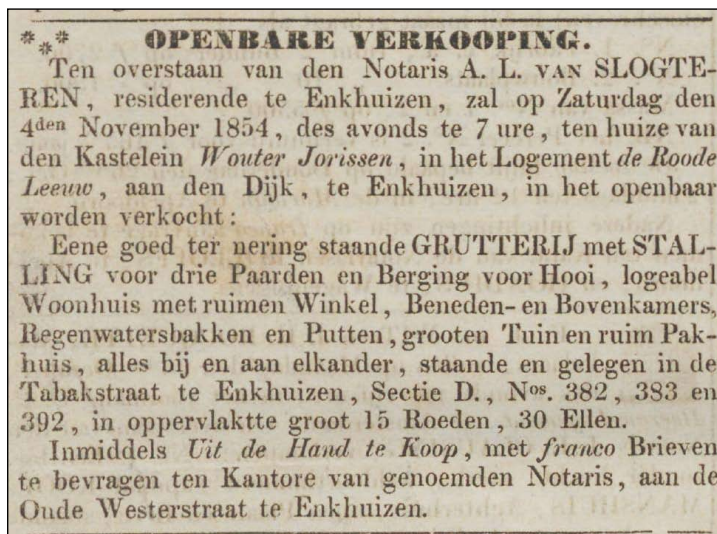 *** OPENBARE VERKOOPING.
Ten overstaan van den Notaris A. L. VAN SLOGTE-
REN, residerende te Enkhuizen, zal op Zaturdag den
4den November 1854, des avonds te 7 ure, ten huize van
den Kastelein Wouter Jorissen, in het Logement de Roode
Leeuw, aan den Dijk, te Enkhuizen, in het openbaar
worden verkocht:
Eene goed ter nering staande GRUTTERIJ met STAL-
LING voor drie Paarden en Berging voor Hooi, logeabel
Woonhuis met ruimen Winkel, Beneden- en Bovenkamers,
Regenwatersbakken en Putten, grooten Tuin en ruim Pak-
huis, alles bij en aan elkander, staande en gelegen in de
Tabakstraat te Enkhuizen, Sectie D., Nos. 382, 383 en
392, in oppervlaktte groot 15 Roeden, 30 Ellen.
Inmiddels Uit de Hand te Koop, met franco Brieven
te bevragen ten Kantore van genoemden Notaris, aan de
Oude Westerstraat te Enkhuizen.